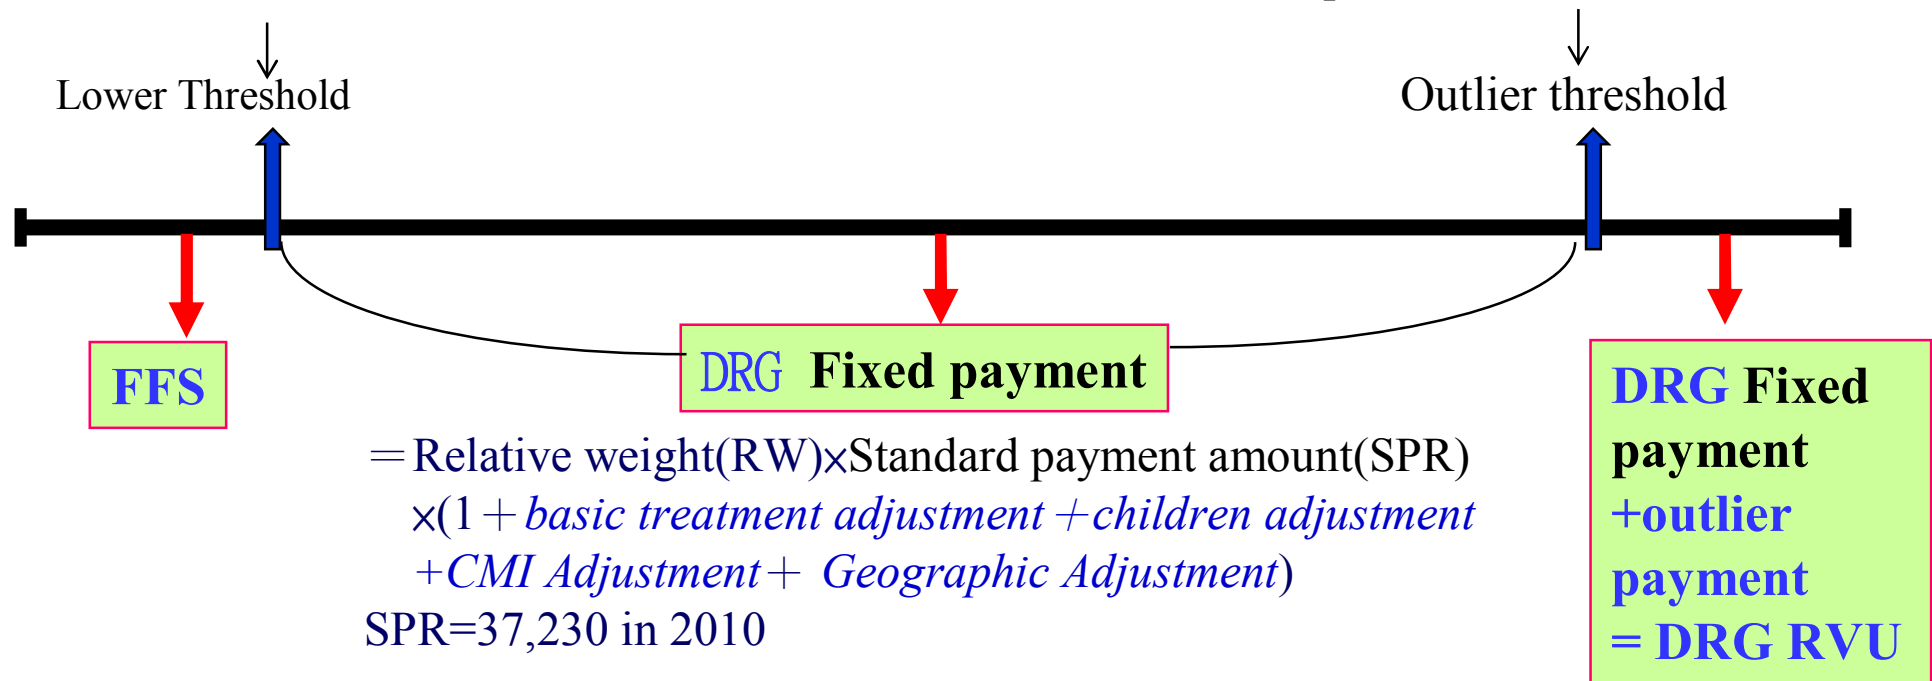 Lower Threshold
Outlier threshold
FFS
DRG Fixed payment
=Relative weight(RW)×Standard payment amount(SPR)
×(1+basic treatment adjustment+children adjustment
+CMI Adjustment+ Geographic Adjustment)
SPR=37,230 in 2010
DRG Fixed
payment
+outlier
payment
= DRG RVU